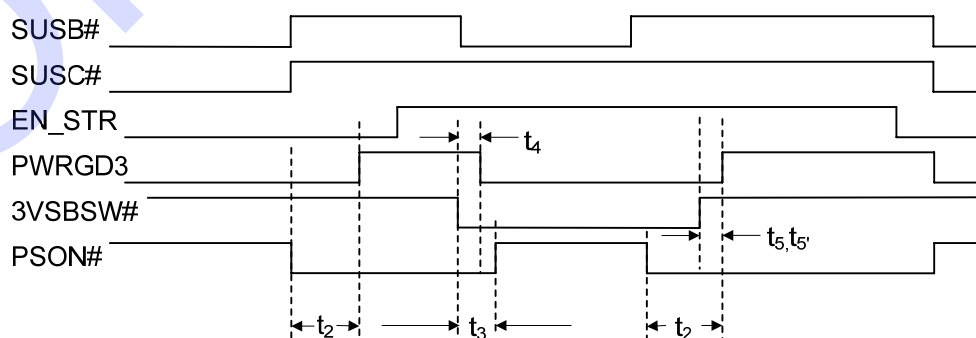 SUSB#
SUSC#
EN_STR
t4
PWRGD3
3VSBSW#
t5,t5'
PSON#
t2 t3 t2